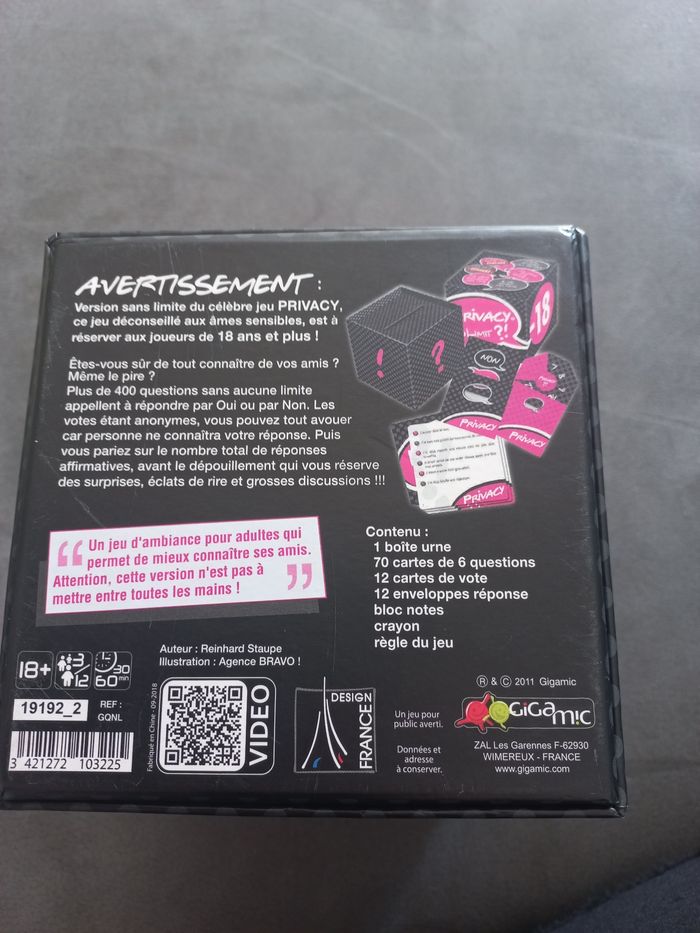 AVERTISSEMENT :
Version sans limite du célèbre jeu PRIVACY,
ce jeu déconseillé aux âmes sensibles, est à
réserver aux joueurs de 18 ans et plus !
Êtes-vous sûr de tout connaître de vos amis ?
Même le pire ?
Plus de 400 questions sans aucune limite
appellent à répondre par Oui ou par Non. Les
votes étant anonymes, vous pouvez tout avouer
car personne ne connaîtra votre réponse. Puis
vous pariez sur le nombre total de réponses
affirmatives, avant le dépouillement qui vous réserve
des surprises, éclats de rire et grosses discussions !!!
! ?
PRIVACY
LIMIT ?!
-18
NON
PRIVACY
PRIVACY
PRIVACY
“ Un jeu d'ambiance pour adultes qui
permet de mieux connaître ses amis.
Attention, cette version n'est pas à
mettre entre toutes les mains ! ”
Contenu :
1 boîte urne
70 cartes de 6 questions
12 cartes de vote
12 enveloppes réponse
bloc notes
crayon
règle du jeu
Auteur : Reinhard Staupe
Illustration : Agence BRAVO !
18+
3
12
30
60 min
19192_2
REF :
GQNL
3 421272 103225
Fabriqué en Chine - 09-2018
VIDEO
DESIGN
FRANCE
Un jeu pour
public averti.
Données et
adresse
à conserver.
® & © 2011 Gigamic
GiGamic
ZAL Les Garennes F-62930
WIMEREUX - FRANCE
www.gigamic.com